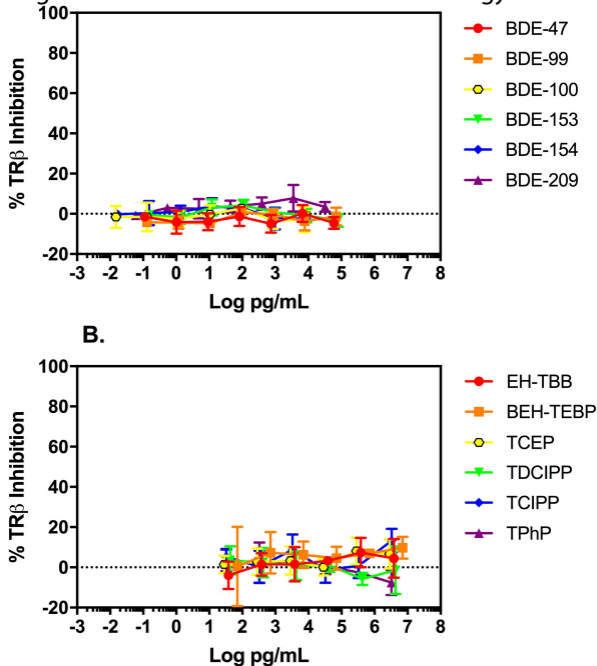 100
80
60
40
20
0
-20
% TRβ Inhibition
-3 -2 -1 0 1 2 3 4 5 6 7 8
Log pg/mL
BDE-47
BDE-99
BDE-100
BDE-153
BDE-154
BDE-209
B.
100
80
60
40
20
0
-20
% TRβ Inhibition
-3 -2 -1 0 1 2 3 4 5 6 7 8
Log pg/mL
EH-TBB
BEH-TEBP
TCEP
TDCIPP
TCIPP
TPhP